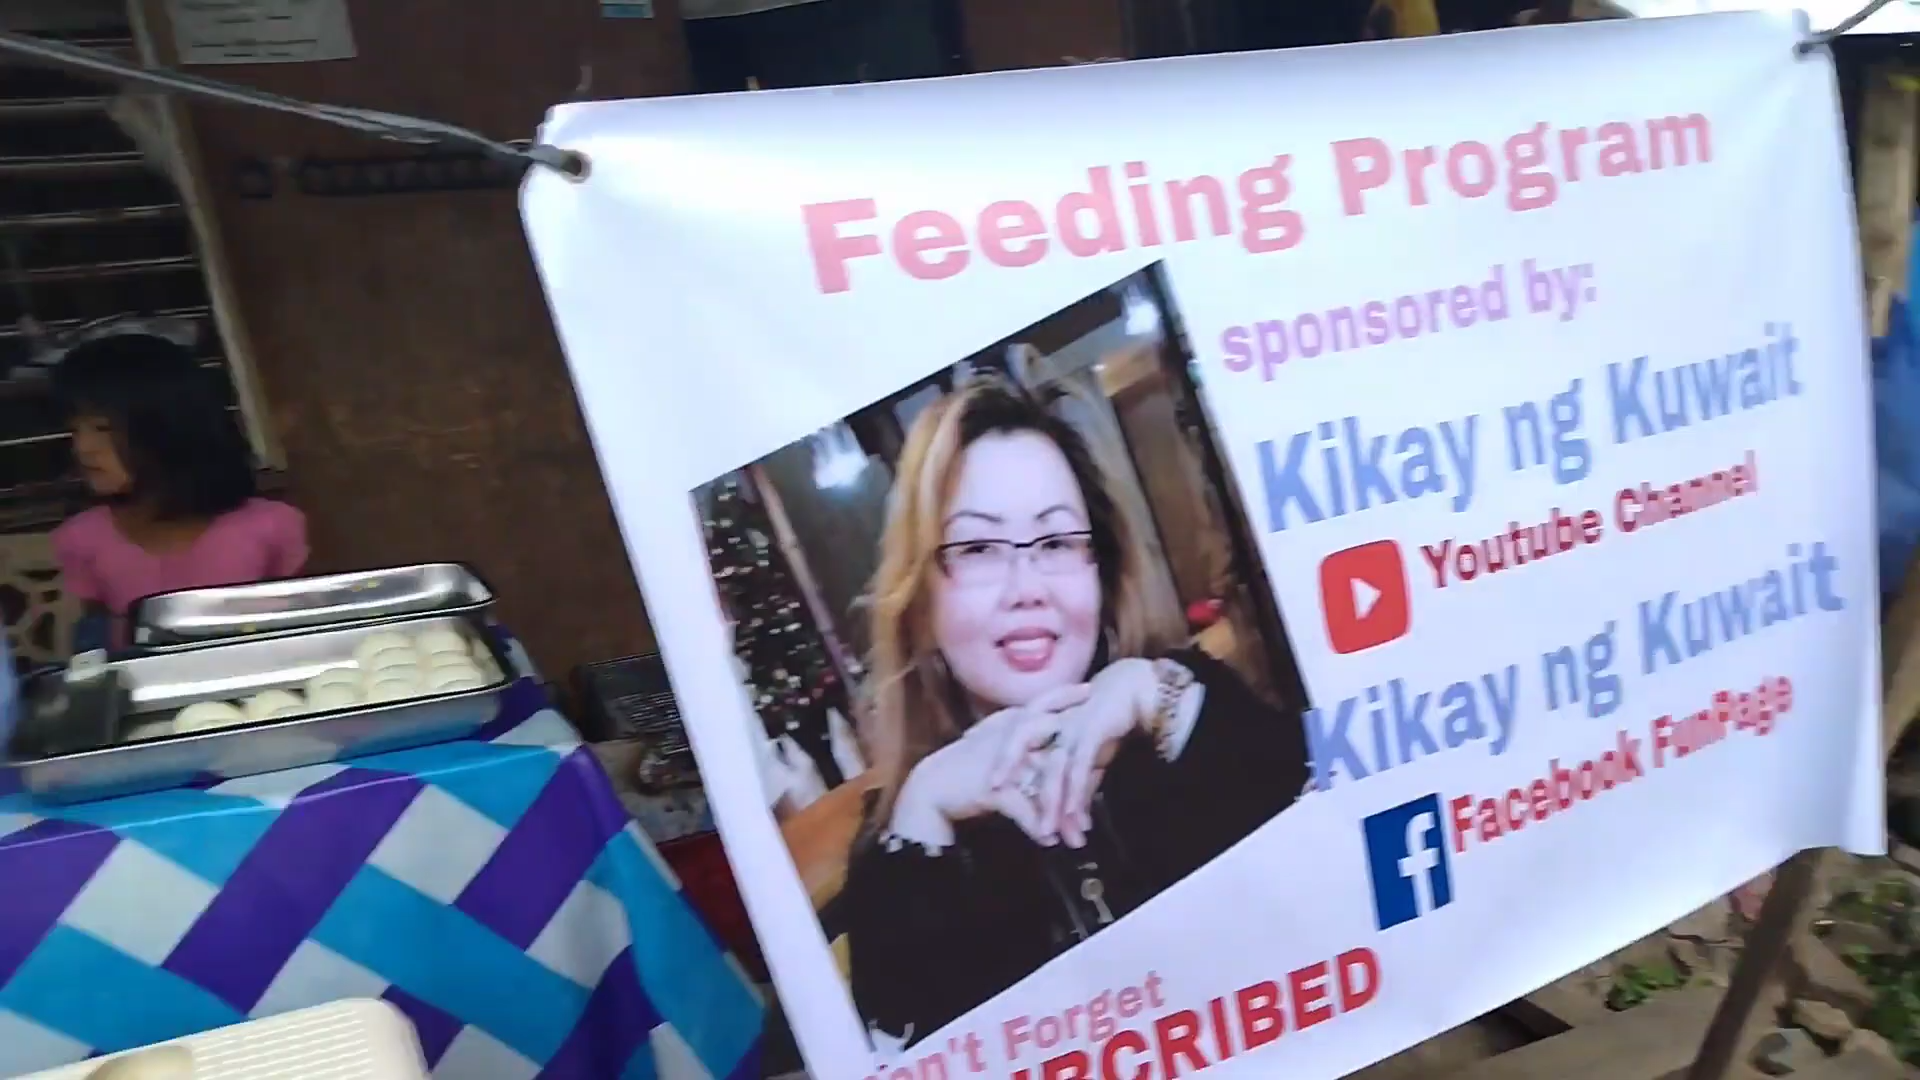 Feeding Program
sponsored by:
Kikay ng Kuwait
Youtube Channel
Kikay ng Kuwait
Facebook FunPage
Forget